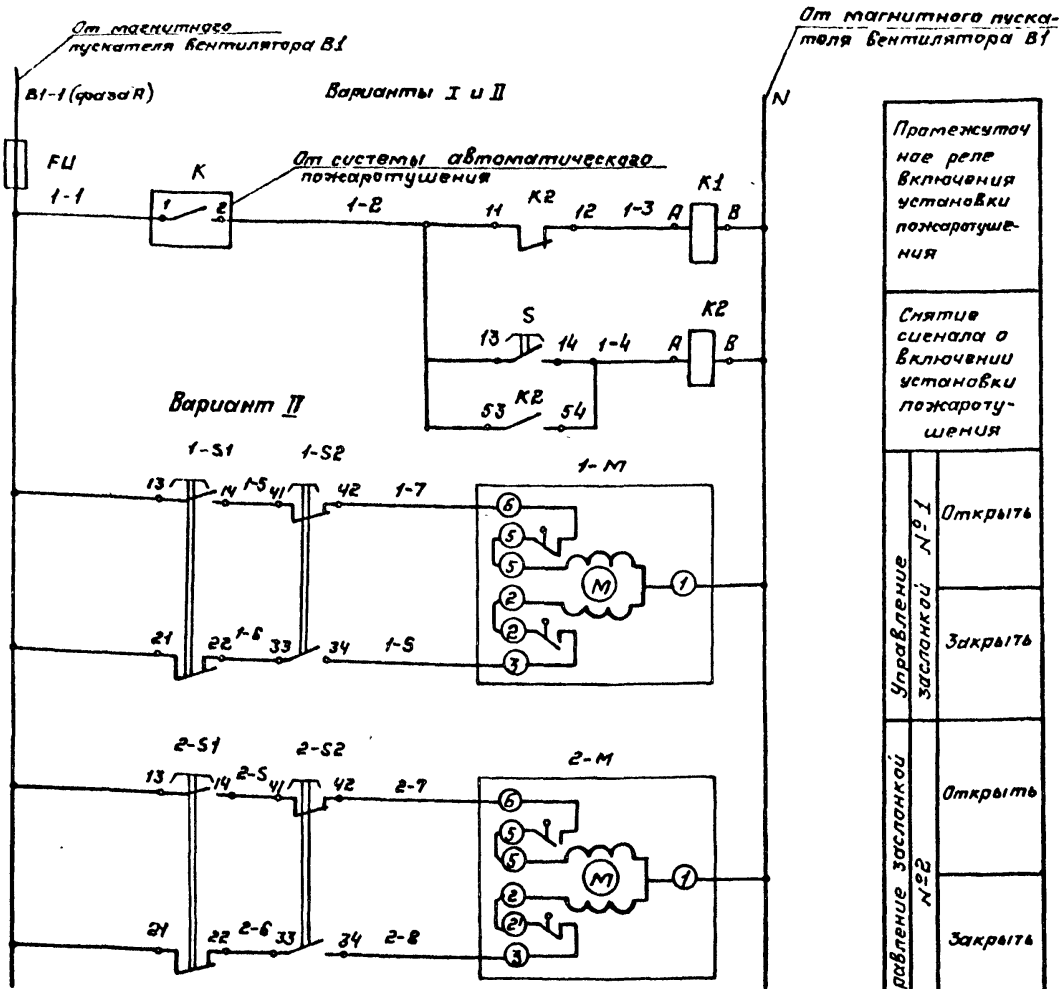 От магнитного
пускателя вентилятора В1
От магнитного пуска-
теля вентилятора В1
В1-1 (фаза А)
Варианты I и II
N
FU
1-1
К
От системы автоматического
пожаротушения
1
2
1-2
11
К2
12
1-3
А
К1
В
Промежуточ
ное реле
включения
установки
пожаротуше-
ния
S
13
14
1-4
А
К2
В
53
К2
54
Снятие
сигнала о
включении
установки
пожароту-
шения
Вариант II
1-S1
1-S2
1-М
13
14
1-5
41
42
1-7
6
5
5
М
1
2
2
3
21
22
1-6
33
34
1-5
Управление
заслонкой №1
Открыть
Закрыть
2-S1
2-S2
2-М
13
14
2-5
41
42
2-7
6
5
5
М
1
2
2'
3
21
22
2-6
33
34
2-8
равление заслонкой
№2
Открыть
Закрыть